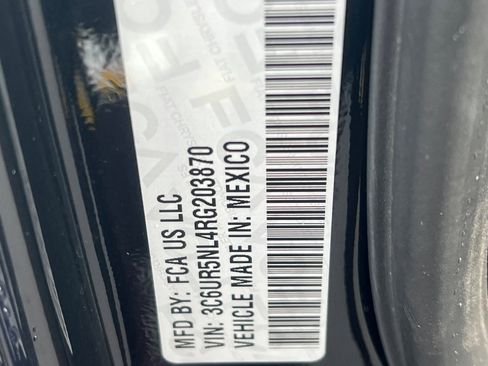 MFD BY: FCA US LLC
VIN: 3C6UR5NL4RG203870
VEHICLE MADE IN: MEXICO